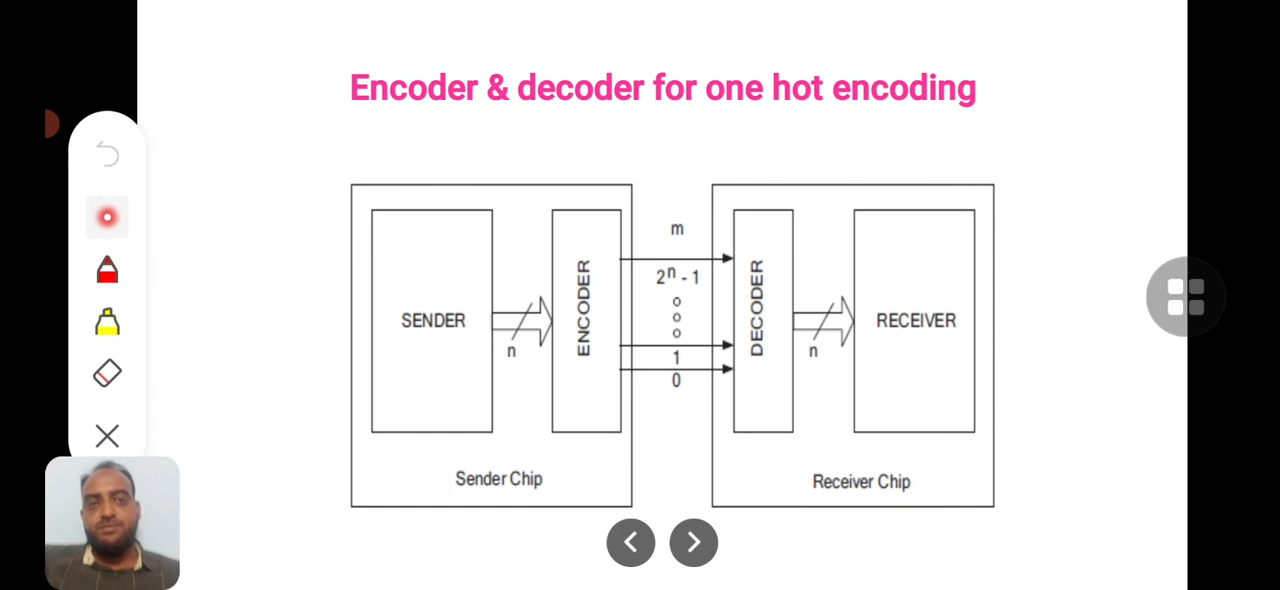 Encoder & decoder for one hot encoding
SENDER
n
ENCODER
m
2ⁿ - 1
1
0
DECODER
n
RECEIVER
Sender Chip
Receiver Chip